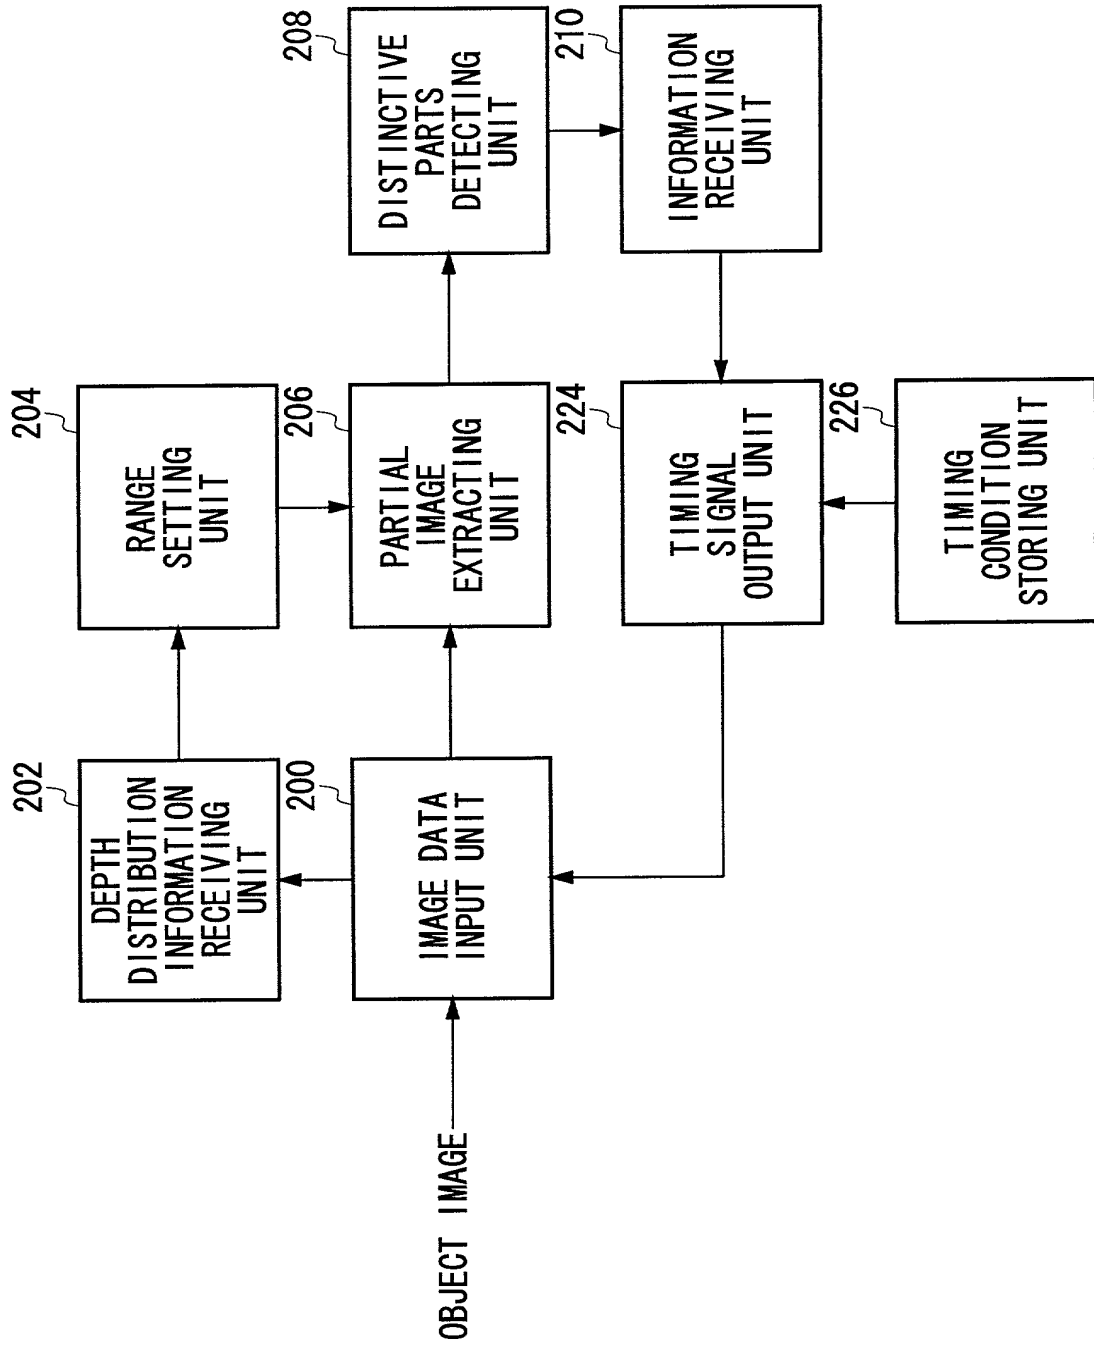 202
DEPTH
DISTRIBUTION
INFORMATION
RECEIVING
UNIT
204
RANGE
SETTING
UNIT
OBJECT IMAGE
200
IMAGE DATA
INPUT UNIT
206
PARTIAL
IMAGE
EXTRACTING
UNIT
208
DISTINCTIVE
PARTS
DETECTING
UNIT
224
TIMING
SIGNAL
OUTPUT UNIT
210
INFORMATION
RECEIVING
UNIT
226
TIMING
CONDITION
STORING UNIT